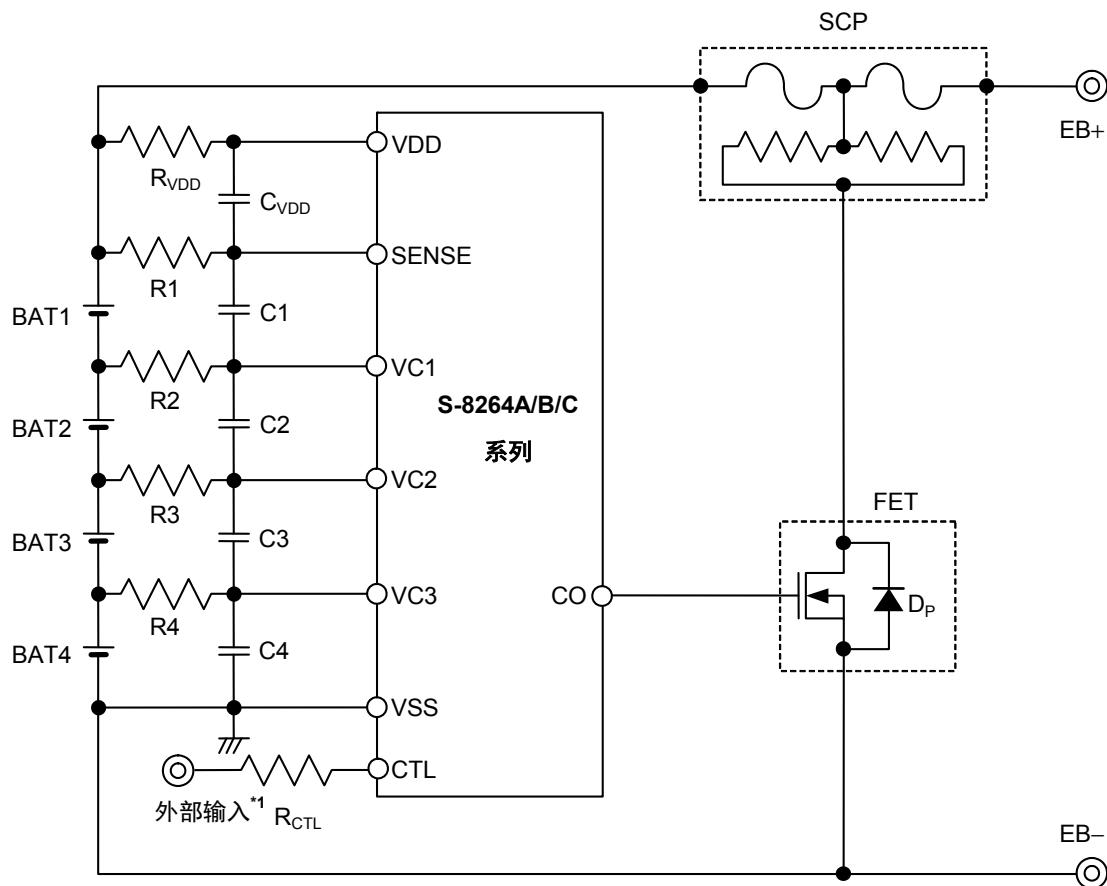 SCP
EB+
VDD
RVDD
CVDD
SENSE
R1
BAT1
C1
VC1
R2
S-8264A/B/C
系列
BAT2
C2
VC2
R3
FET
BAT3
C3
VC3
CO
DP
R4
BAT4
C4
VSS
CTL
外部输入*1
RCTL
EB−